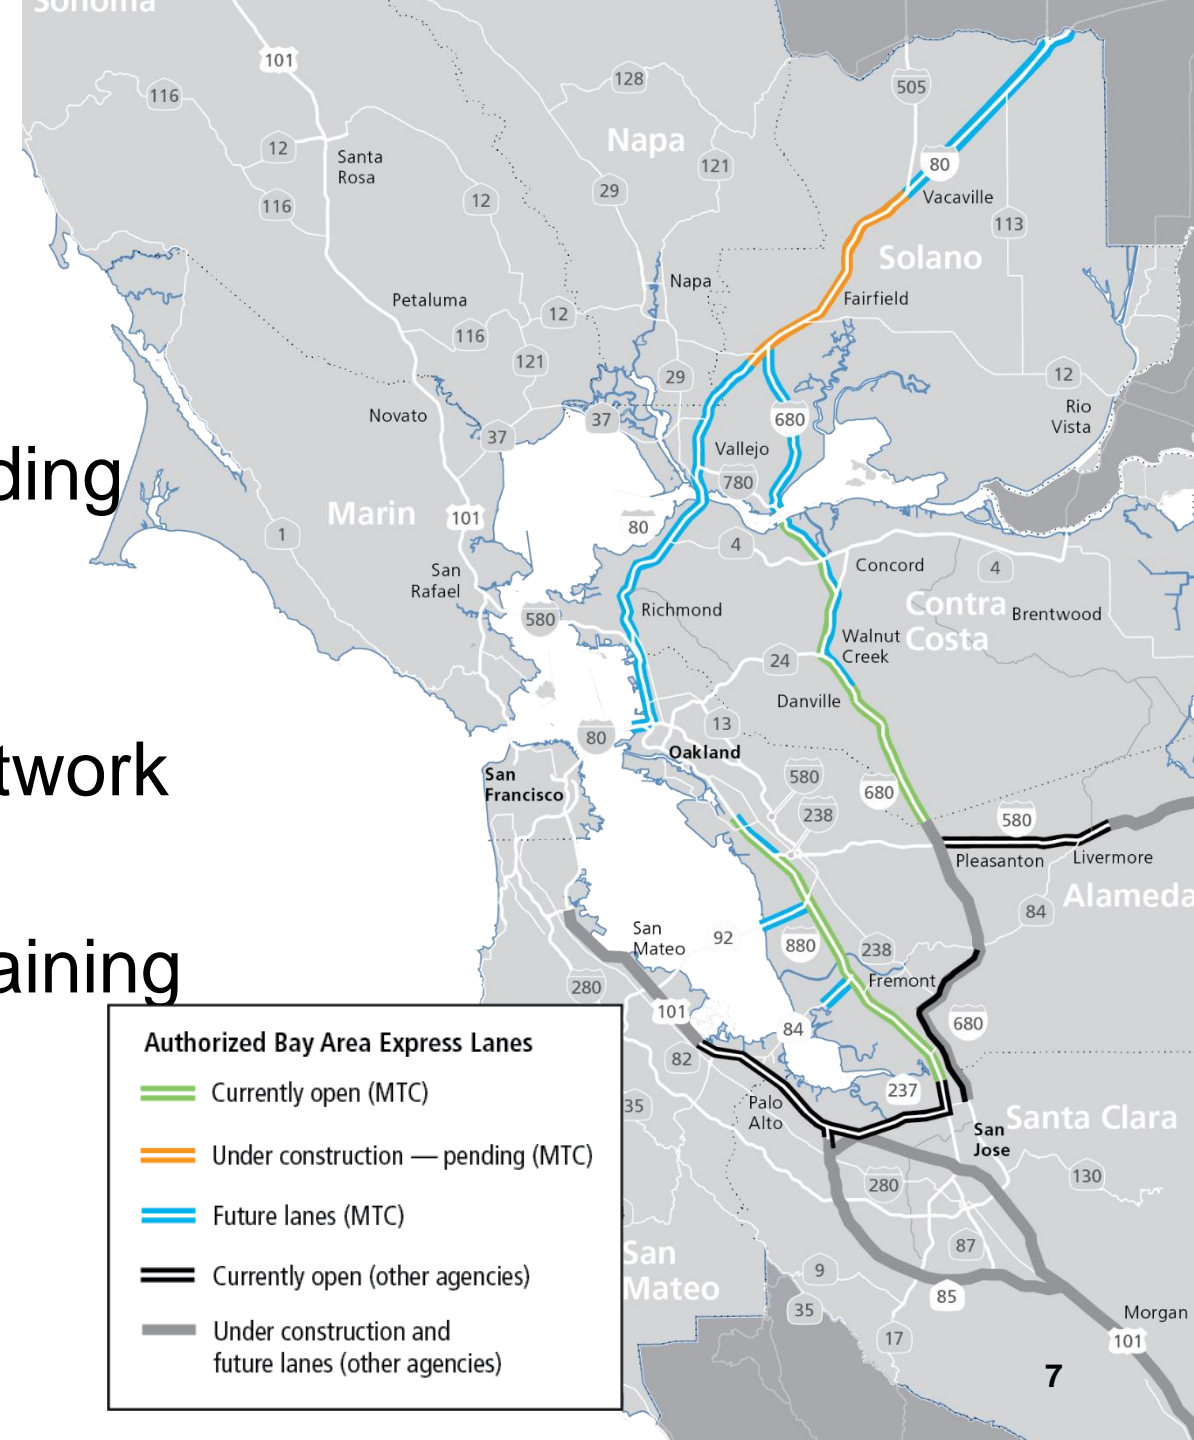 Sonoma
101
128
505
116
Napa
12
Santa
Rosa
121
80
29
Vacaville
116
12
113
Solano
Napa
Petaluma
Fairfield
12
116
121
29
12
Novato
37
37
680
Rio
Vista
Vallejo
ding
780
Marin
101
80
1
4
San
Rafael
Concord
4
Contra
Costa
Brentwood
580
Richmond
Walnut
Creek
24
Danville
13
80
Oakland
twork
San
Francisco
580
680
238
580
Pleasanton
Livermore
Alameda
84
San
Mateo
92
880
238
aining
Fremont
280
101
680
84
82
237
Palo
Alto
35
Santa Clara
San
Jose
280
130
87
San
Mateo
9
85
35
17
Morgan
101
Authorized Bay Area Express Lanes
Currently open (MTC)
Under construction — pending (MTC)
Future lanes (MTC)
Currently open (other agencies)
Under construction and
future lanes (other agencies)
7